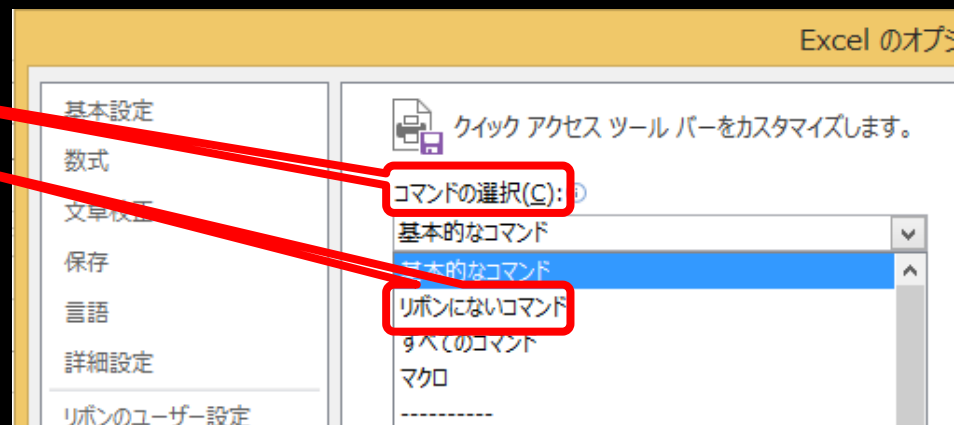 Excel のオプシ
基本設定
数式
文章校正
保存
言語
詳細設定
リボンのユーザー設定
クイック アクセス ツール バーをカスタマイズします。
コマンドの選択(C):
基本的なコマンド
基本的なコマンド
リボンにないコマンド
すべてのコマンド
マクロ
----------